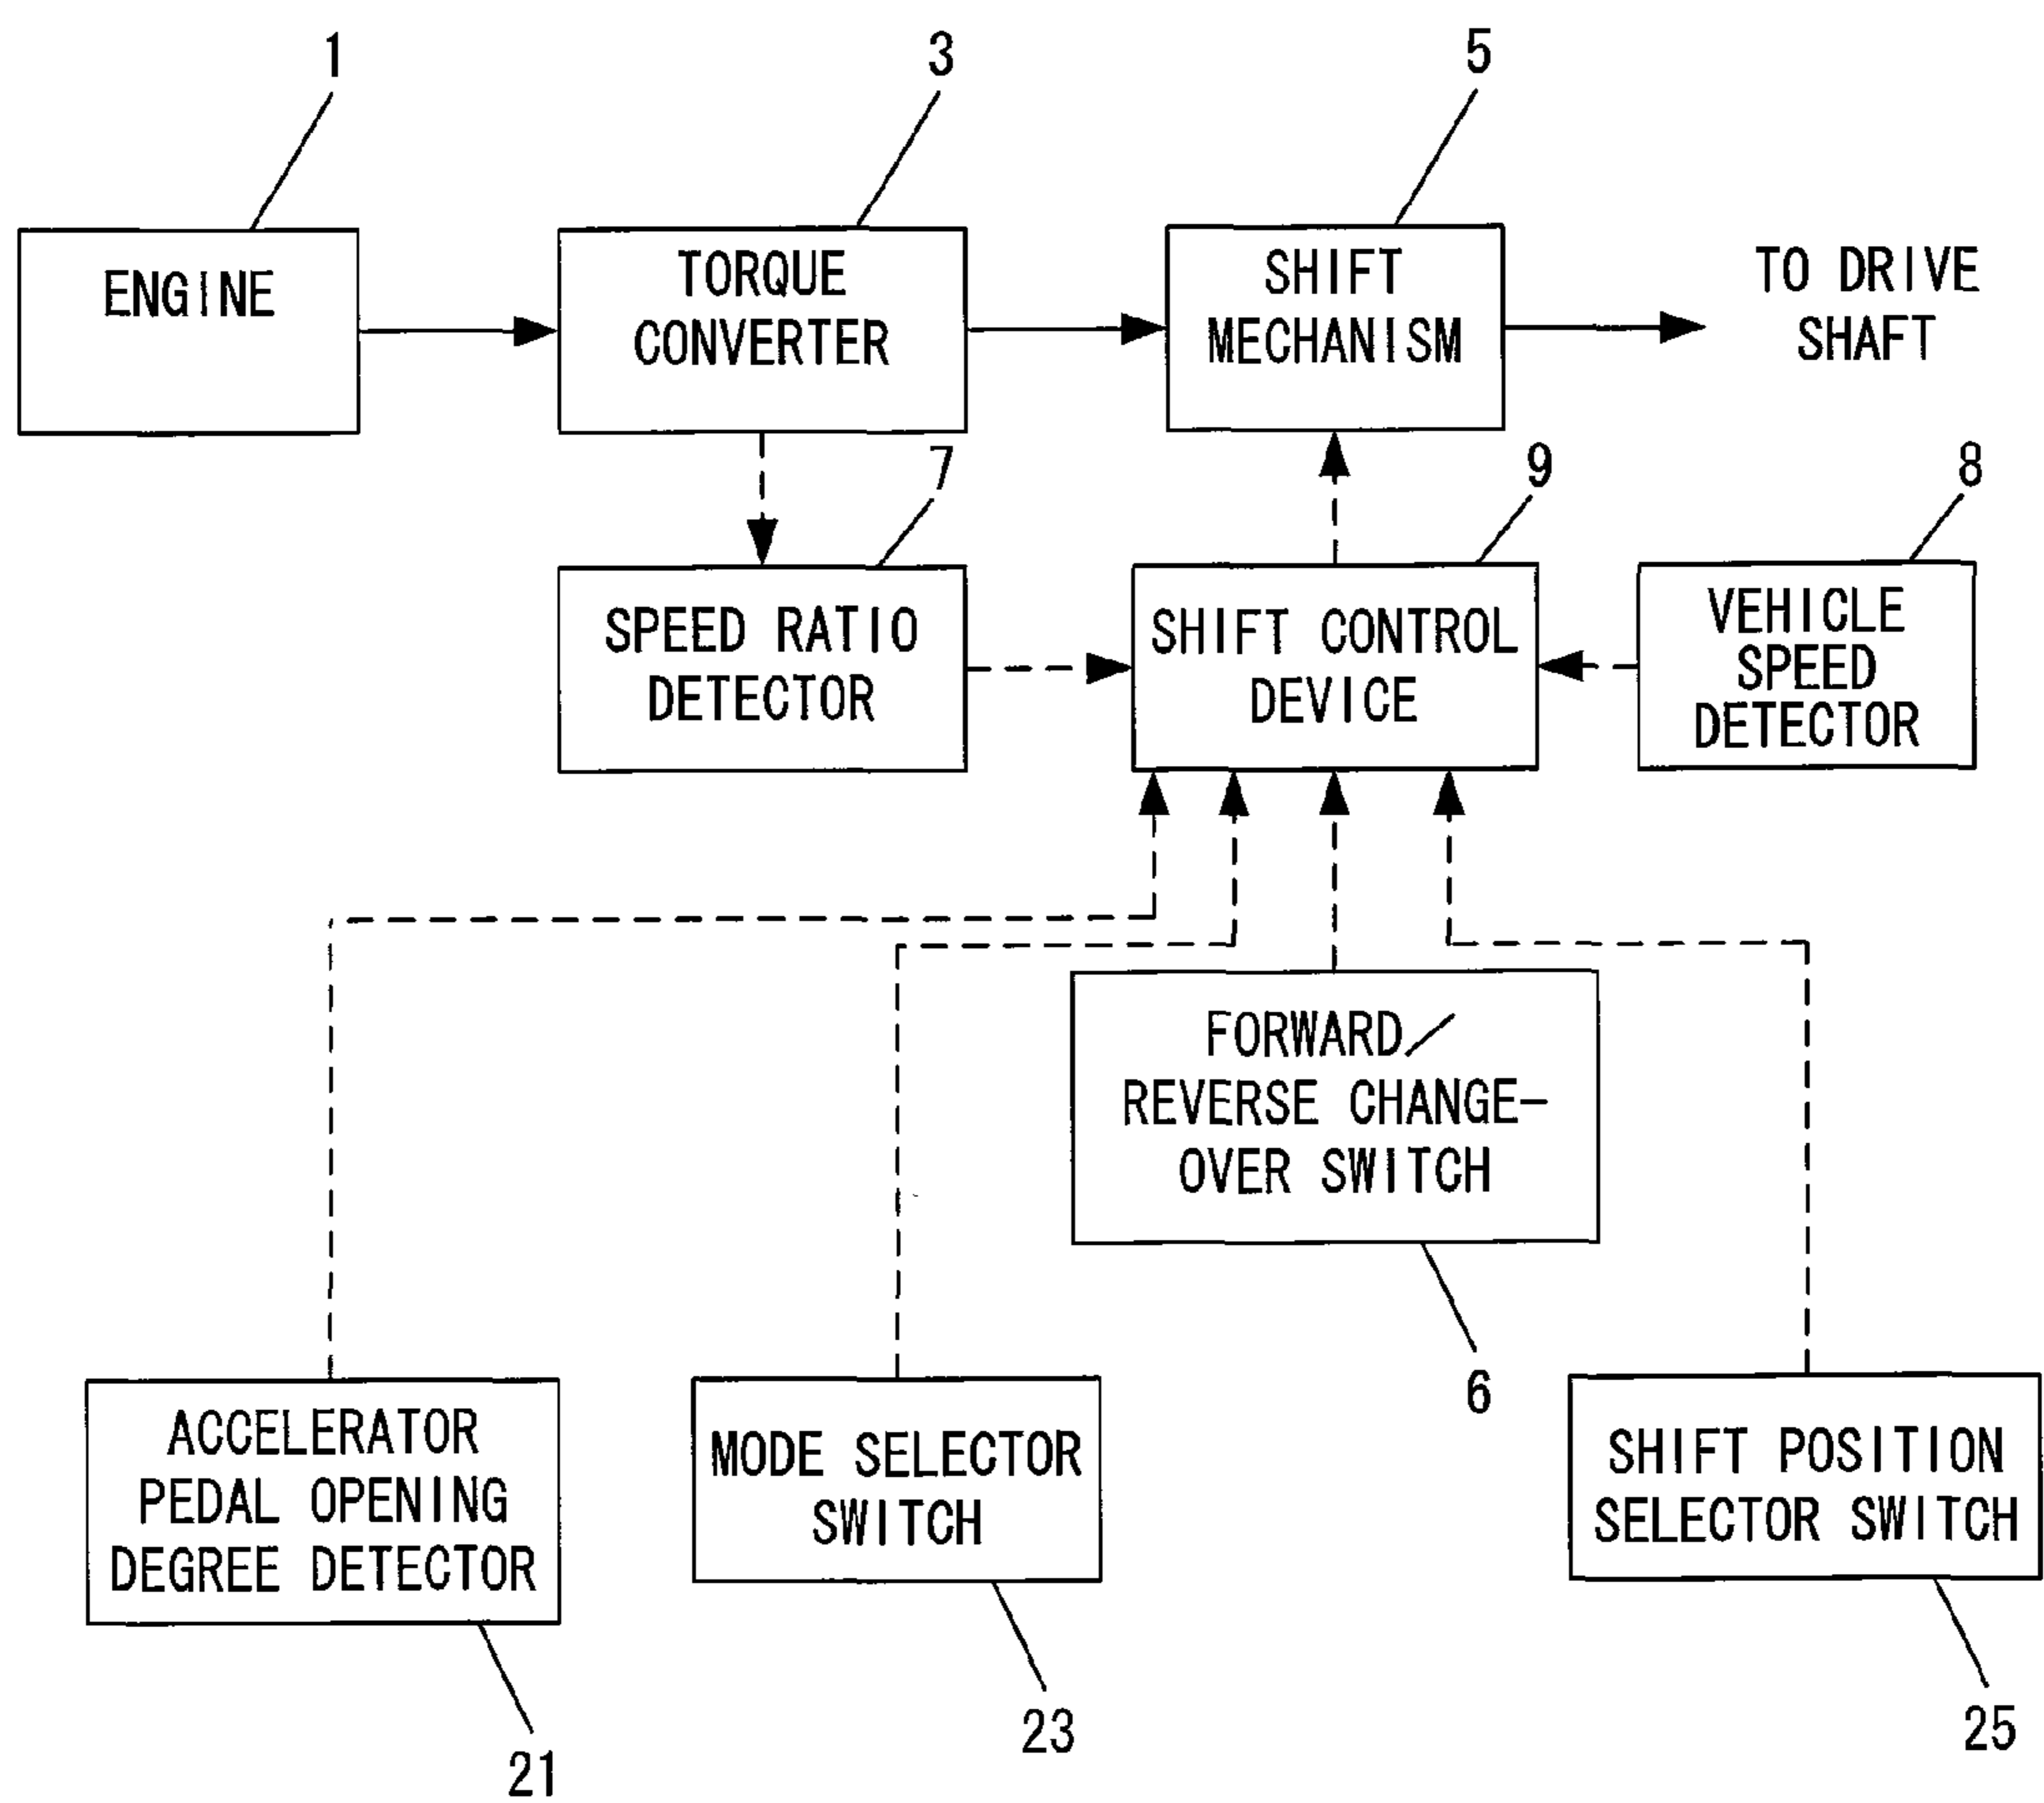 1
3
5
ENGINE
TORQUE
CONVERTER
SHIFT
MECHANISM
TO DRIVE
SHAFT
7
9
8
SPEED RATIO
DETECTOR
SHIFT CONTROL
DEVICE
VEHICLE
SPEED
DETECTOR
FORWARD/
REVERSE CHANGE-
OVER SWITCH
6
ACCELERATOR
PEDAL OPENING
DEGREE DETECTOR
MODE SELECTOR
SWITCH
SHIFT POSITION
SELECTOR SWITCH
21
23
25